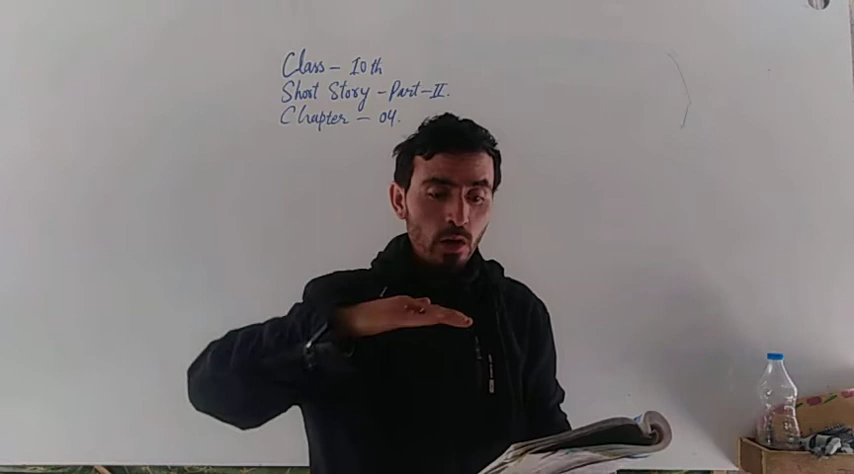 Class - 10th
Short Story - Part - II.
Chapter - 04.